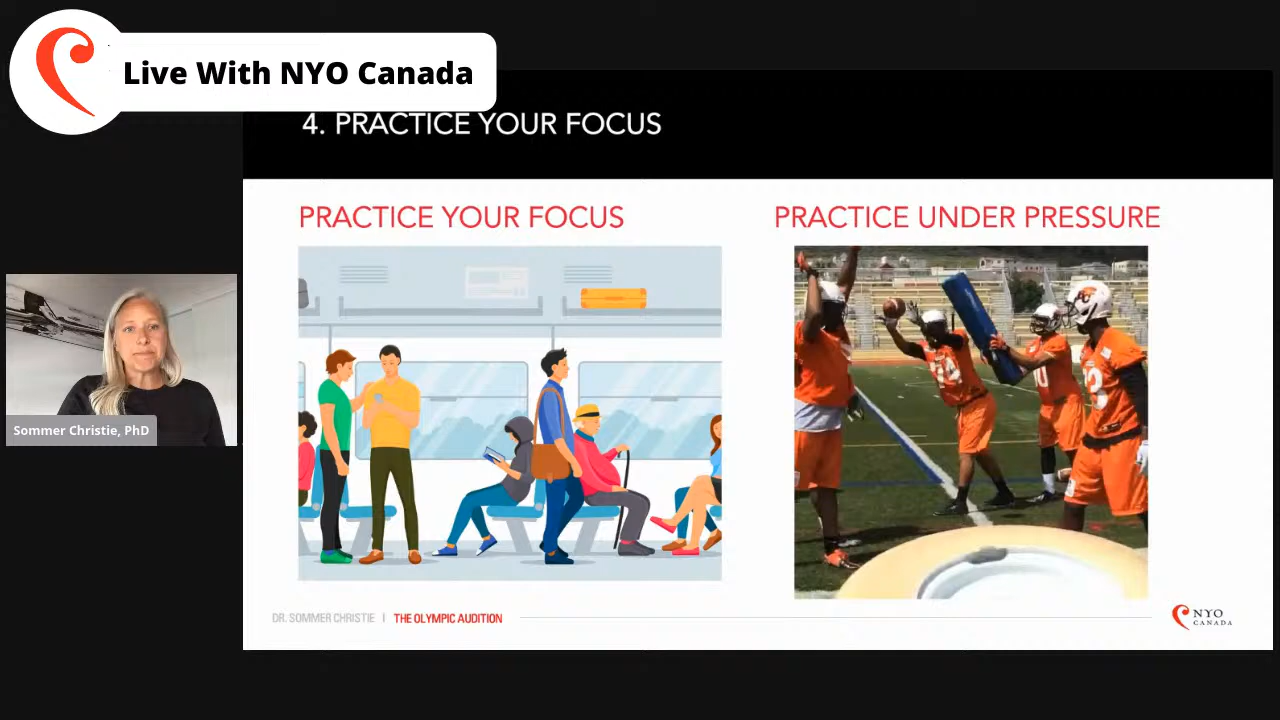 Live With NYO Canada
4. PRACTICE YOUR FOCUS
PRACTICE YOUR FOCUS
PRACTICE UNDER PRESSURE
Sommer Christie, PhD
DR. SOMMER CHRISTIE | THE OLYMPIC AUDITION
NYO
CANADA